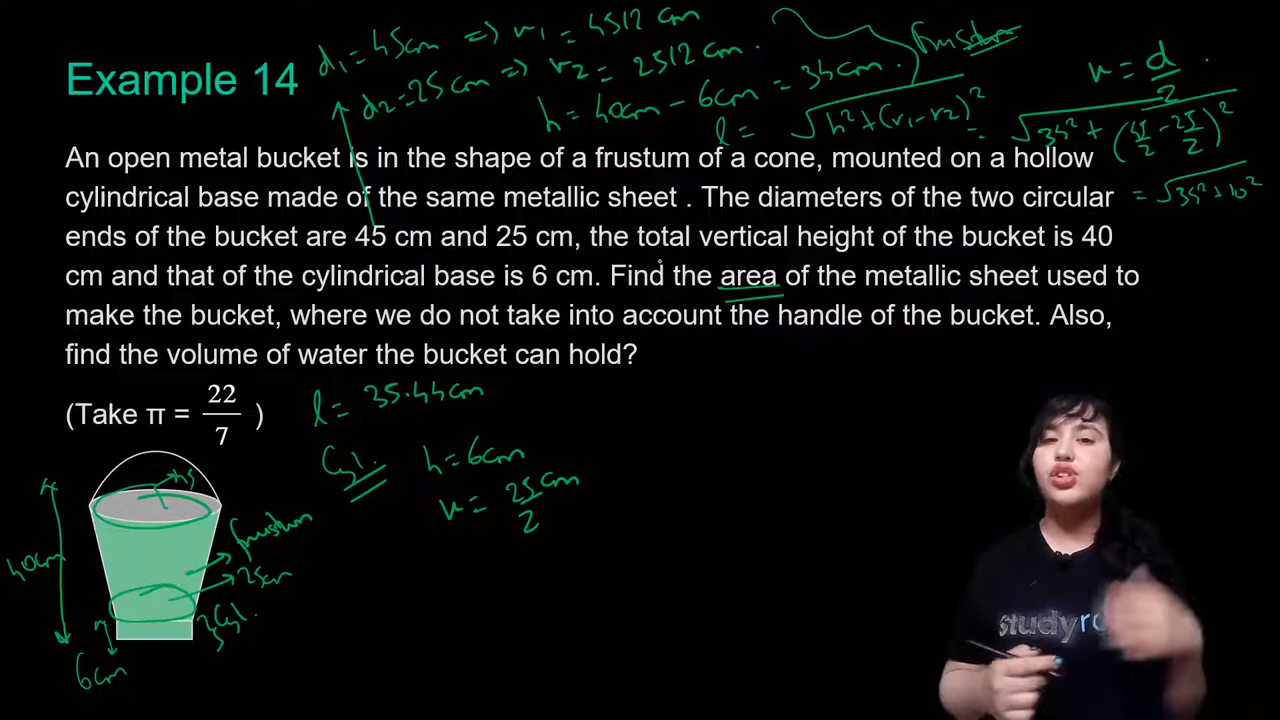 d1 = 45cm => r1 = 45/2 cm
d2 = 25cm => r2 = 25/2 cm.
h = 40cm - 6cm = 34cm.
frustum
r = d/2.
l = √h² + (r1 - r2)² = √34² + (45/2 - 25/2)²
= √34² + 10²
Example 14
An open metal bucket is in the shape of a frustum of a cone, mounted on a hollow
cylindrical base made of the same metallic sheet . The diameters of the two circular
ends of the bucket are 45 cm and 25 cm, the total vertical height of the bucket is 40
cm and that of the cylindrical base is 6 cm. Find the area of the metallic sheet used to
make the bucket, where we do not take into account the handle of the bucket. Also,
find the volume of water the bucket can hold?
(Take π = 22/7 )
l = 35.44cm
Cyl.
h = 6cm
r = 25/2 cm
45
40cm
frustum
25cm
Cyl.
6cm